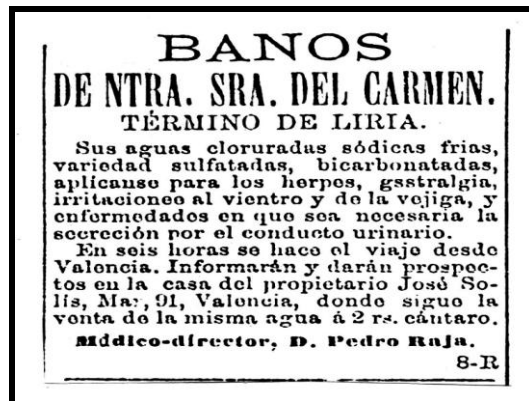 BANOS
DE NTRA. SRA. DEL CARMEN.
TÉRMINO DE LIRIA.
Sus aguas cloruradas sódicas frias,
variedad sulfatadas, bicarbonatadas,
aplicanse para los herpes, gsstralgia,
irritaciones al vientro y de la vejiga, y
enfermedades en que sea necesaria la
secreción por el conducto urinario.
En seis horas se hace el viaje desde
Valencia. Informarán y darán prospec-
tos en la casa del propietario José So-
lís, Mar, 91, Valencia, donde sigue la
venta de la misma agua á 2 rs. cántaro.
Médico-director, D. Pedro Raja.
8-R